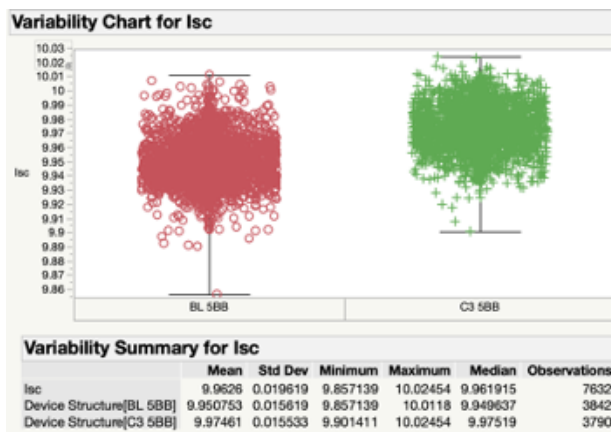 Variability Chart for Isc
10.03
10.02
10.01
10
9.99
9.98
9.97
9.96
9.95
9.94
9.93
9.92
9.91
9.9
9.89
9.88
9.87
9.86
Isc
BL 5BB C3 5BB
Variability Summary for Isc
Mean Std Dev Minimum Maximum Median Observations
Isc 9.9626 0.019619 9.857139 10.02454 9.961915 7632
Device Structure[BL 5BB] 9.950753 0.015619 9.857139 10.0118 9.949637 3842
Device Structure[C3 5BB] 9.97461 0.015533 9.901411 10.02454 9.97519 3790